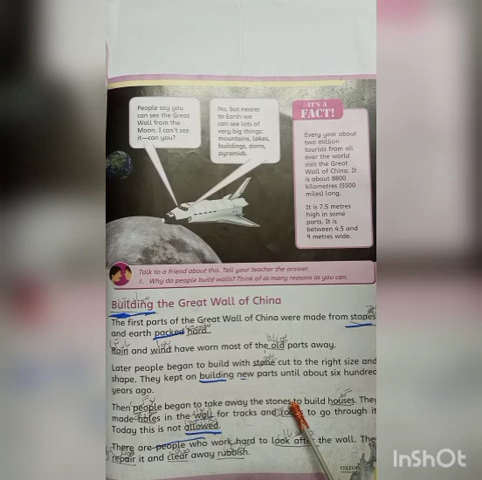 People say you
can see the Great
Wall from the
Moon. I can't see
it—can you?
No, but nearer
to Earth we
can see lots of
very big things:
mountains, lakes,
buildings, dams,
pyramids.
IT'S A
FACT!
Every year about
two million
tourists from all
over the world
visit the Great
Wall of China. It
is about 8800
kilometres (5500
miles) long.
It is 7.5 metres
high in some
parts. It is
between 4.5 and
9 metres wide.
Talk to a friend about this. Tell your teacher the answer.
1. Why do people build walls? Think of as many reasons as you can.
Building the Great Wall of China
The first parts of the Great Wall of China were made from stones
and earth packed hard.
Rain and wind have worn most of the old parts away.
Later people began to build with stone cut to the right size and
shape. They kept on building new parts until about six hundred
years ago.
Then people began to take away the stones to build houses. They
made holes in the wall for tracks and to go through it
Today this is not allowed.
There are people who work hard to look after the wall. The
repair it and clear away rubbish.
OXFORD
InShOt